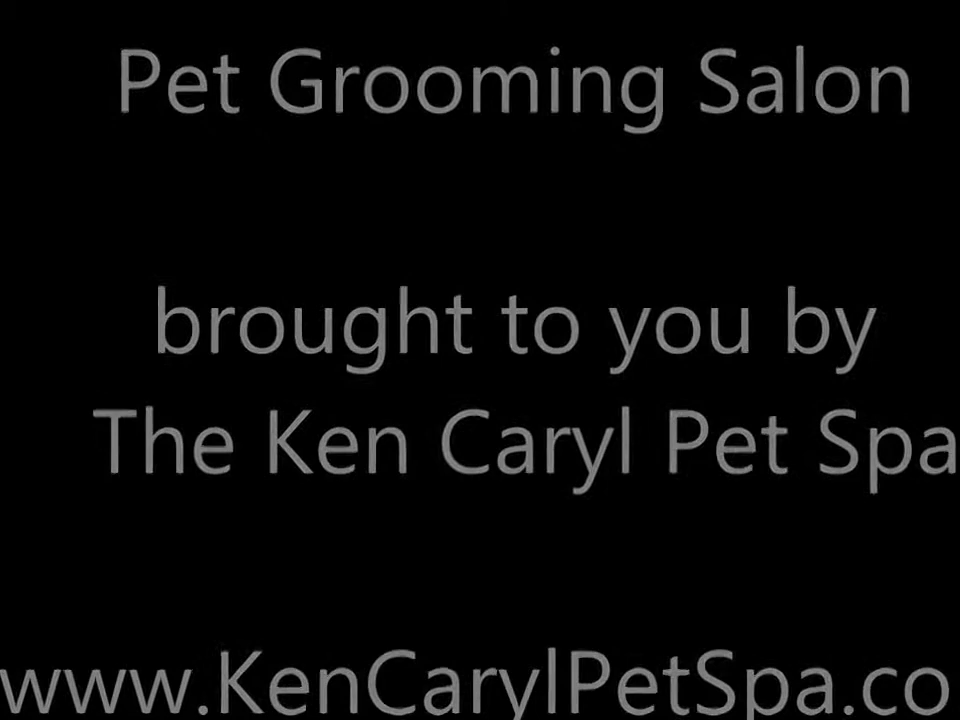 Pet Grooming Salon
brought to you by
The Ken Caryl Pet Spa
www.KenCarylPetSpa.co